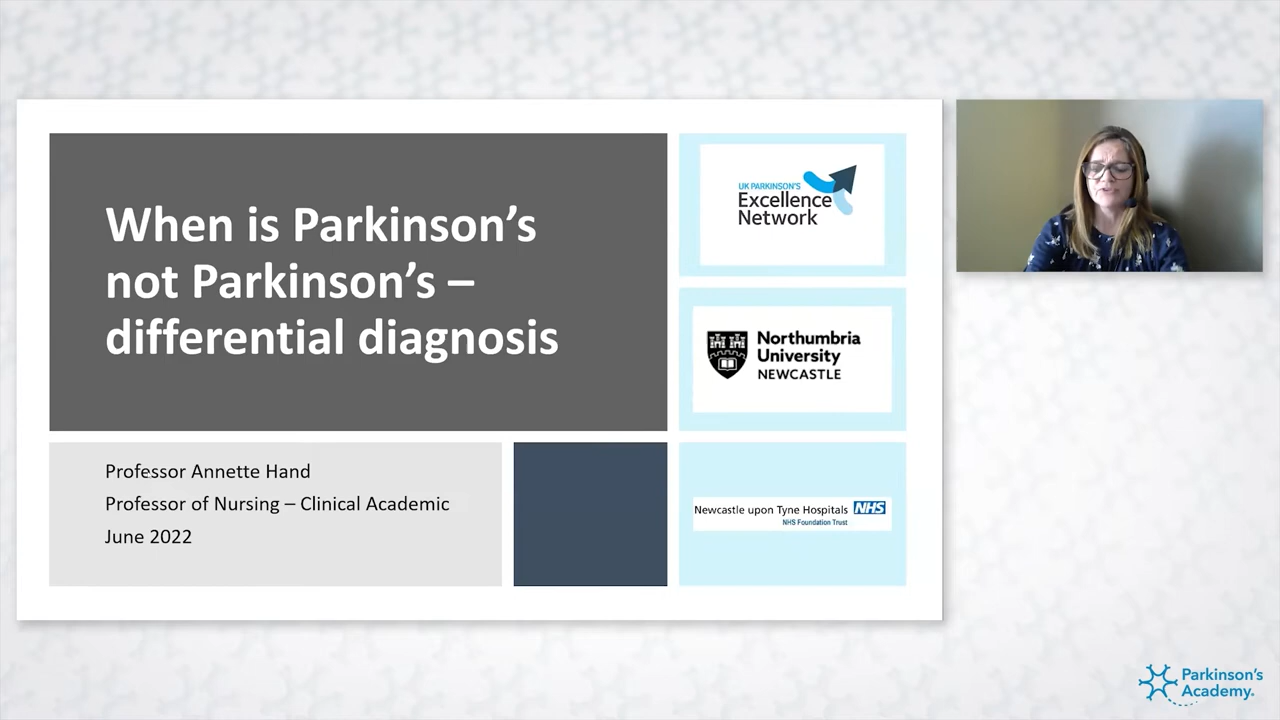 When is Parkinson's
not Parkinson's –
differential diagnosis
Professor Annette Hand
Professor of Nursing – Clinical Academic
June 2022
UK PARKINSON'S
Excellence
Network
Northumbria
University
NEWCASTLE
Newcastle upon Tyne Hospitals NHS
NHS Foundation Trust
Parkinson's
Academy